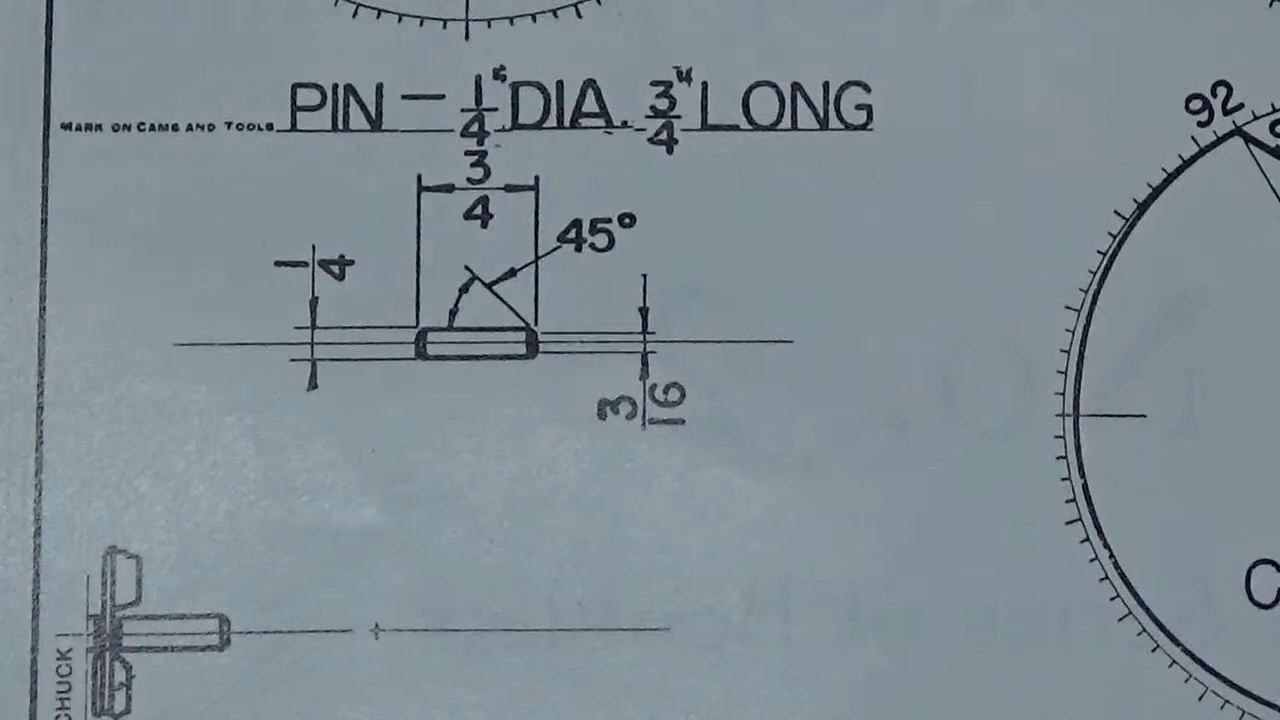 92
MARK ON CAMS AND TOOLS PIN - 1/4" DIA. 3/4" LONG
3/4
45°
1/4
3/16
CHUCK